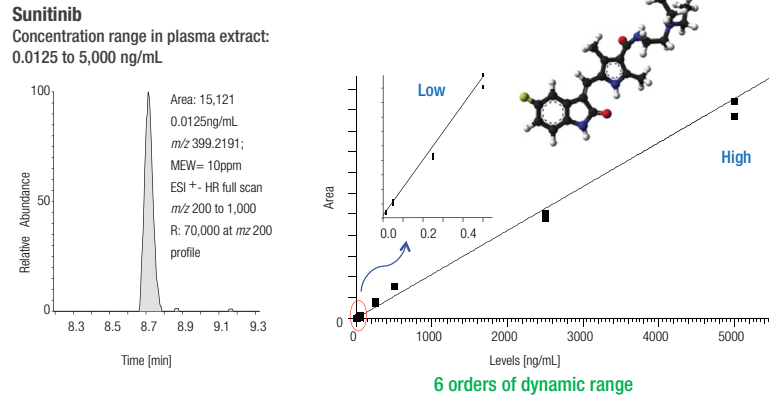 Sunitinib
Concentration range in plasma extract:
0.0125 to 5,000 ng/mL
100
50
0
Relative Abundance
Area: 15,121
0.0125ng/mL
m/z 399.2191;
MEW= 10ppm
ESI +- HR full scan
m/z 200 to 1,000
R: 70,000 at mz 200
profile
8.3 8.5 8.7 8.9 9.1 9.3
Time [min]
Low
0.0 0.2 0.4
High
Area
0
0 1000 2000 3000 4000 5000
Levels [ng/mL]
6 orders of dynamic range